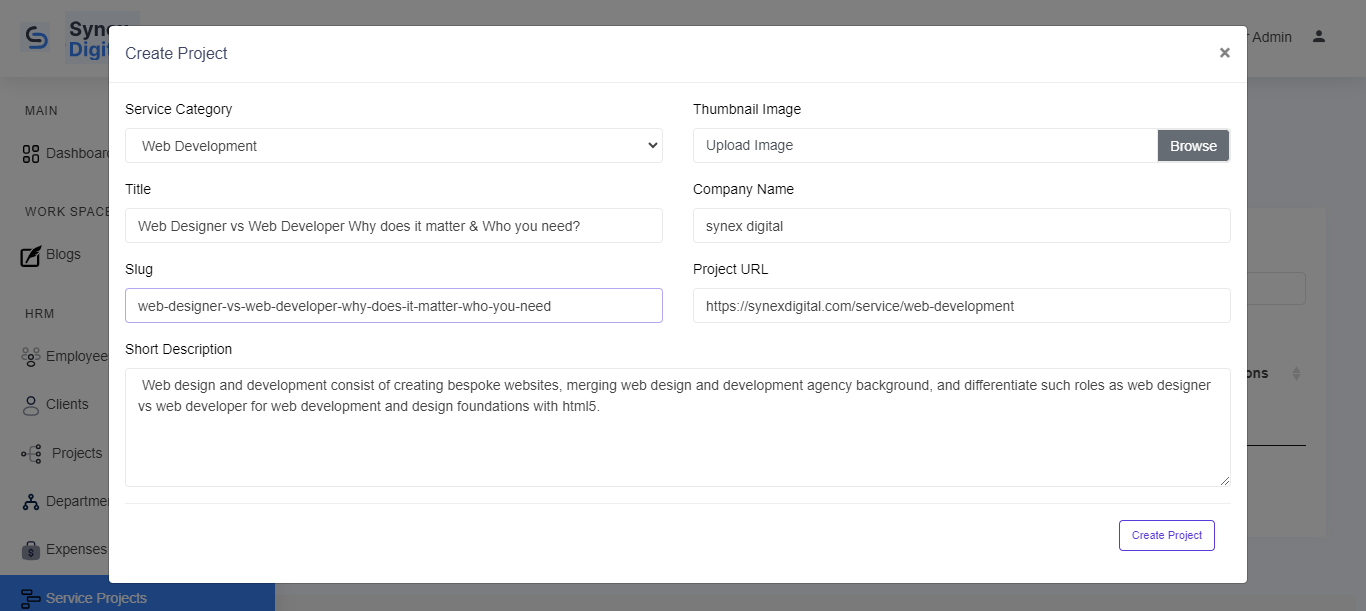 Create Project
×
Service Category
Thumbnail Image
Web Development
Upload Image
Browse
Title
Company Name
Web Designer vs Web Developer Why does it matter & Who you need?
synex digital
Slug
Project URL
web-designer-vs-web-developer-why-does-it-matter-who-you-need
https://synexdigital.com/service/web-development
Short Description
Web design and development consist of creating bespoke websites, merging web design and development agency background, and differentiate such roles as web designer
vs web developer for web development and design foundations with html5.
Create Project
Admin
MAIN
WORK SPACE
Blogs
HRM
Employee
Clients
Projects
Expenses
Service Projects